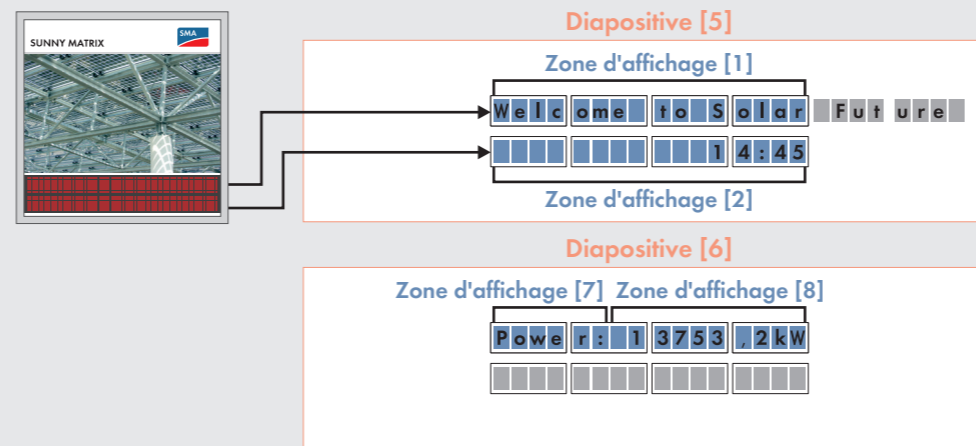 SUNNY MATRIX
SMA
Diapositive [5]
Zone d'affichage [1]
Welcome to Solar Future
14:45
Zone d'affichage [2]
Diapositive [6]
Zone d'affichage [7] Zone d'affichage [8]
Power: 13753,2kW